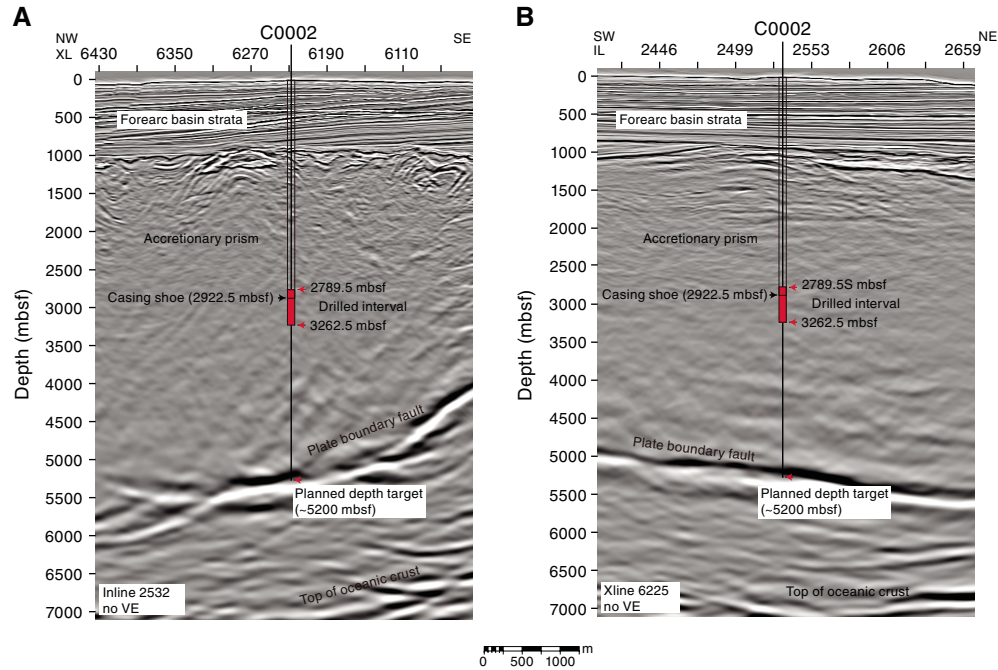 A
C0002
NW
SE
XL 6430 6350 6270 6190 6110
0
500
1000
1500
2000
2500
3000
3500
4000
4500
5000
5500
6000
6500
7000
Depth (mbsf)
Forearc basin strata
Accretionary prism
2789.5 mbsf
Casing shoe (2922.5 mbsf)
Drilled interval
3262.5 mbsf
Plate boundary fault
Planned depth target
(~5200 mbsf)
Top of oceanic crust
Inline 2532
no VE
B
C0002
SW
NE
IL 2446 2499 2553 2606 2659
0
500
1000
1500
2000
2500
3000
3500
4000
4500
5000
5500
6000
6500
7000
Depth (mbsf)
Forearc basin strata
Accretionary prism
2789.5S mbsf
Casing shoe (2922.5 mbsf)
Drilled interval
3262.5 mbsf
Plate boundary fault
Planned depth target
(~5200 mbsf)
Top of oceanic crust
Xline 6225
no VE
m
0 500 1000